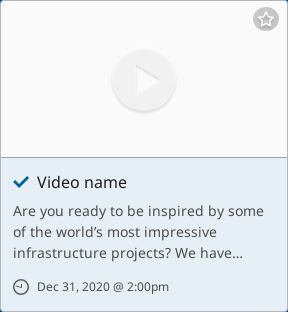 Video name
Are you ready to be inspired by some
of the world’s most impressive
infrastructure projects? We have...
Dec 31, 2020 @ 2:00pm